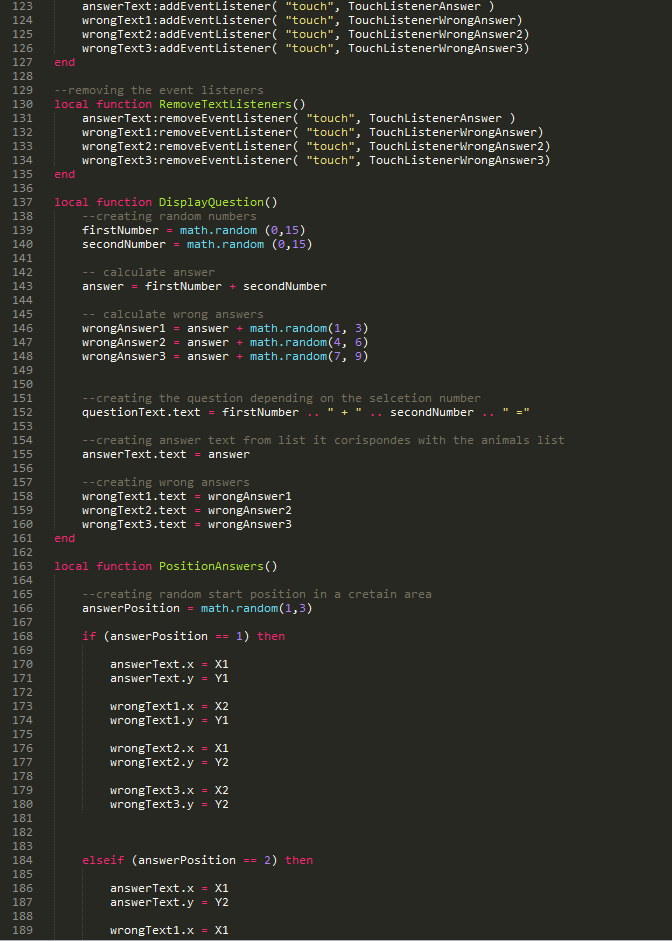 123 answerText:addEventListener( "touch", TouchListenerAnswer )
124 wrongText1:addEventListener( "touch", TouchListenerWrongAnswer)
125 wrongText2:addEventListener( "touch", TouchListenerWrongAnswer2)
126 wrongText3:addEventListener( "touch", TouchListenerWrongAnswer3)
127 end
128
129 --removing the event listeners
130 local function RemoveTextListeners()
131 answerText:removeEventListener( "touch", TouchListenerAnswer )
132 wrongText1:removeEventListener( "touch", TouchListenerWrongAnswer)
133 wrongText2:removeEventListener( "touch", TouchListenerWrongAnswer2)
134 wrongText3:removeEventListener( "touch", TouchListenerWrongAnswer3)
135 end
136
137 local function DisplayQuestion()
138 --creating random numbers
139 firstNumber = math.random (0,15)
140 secondNumber = math.random (0,15)
141
142 -- calculate answer
143 answer = firstNumber + secondNumber
144
145 -- calculate wrong answers
146 wrongAnswer1 = answer + math.random(1, 3)
147 wrongAnswer2 = answer + math.random(4, 6)
148 wrongAnswer3 = answer + math.random(7, 9)
149
150
151 --creating the question depending on the selcetion number
152 questionText.text = firstNumber .. " + " .. secondNumber .. " ="
153
154 --creating answer text from list it corispondes with the animals list
155 answerText.text = answer
156
157 --creating wrong answers
158 wrongText1.text = wrongAnswer1
159 wrongText2.text = wrongAnswer2
160 wrongText3.text = wrongAnswer3
161 end
162
163 local function PositionAnswers()
164
165 --creating random start position in a cretain area
166 answerPosition = math.random(1,3)
167
168 if (answerPosition == 1) then
169
170 answerText.x = X1
171 answerText.y = Y1
172
173 wrongText1.x = X2
174 wrongText1.y = Y1
175
176 wrongText2.x = X1
177 wrongText2.y = Y2
178
179 wrongText3.x = X2
180 wrongText3.y = Y2
181
182
183
184 elseif (answerPosition == 2) then
185
186 answerText.x = X1
187 answerText.y = Y2
188
189 wrongText1.x = X1